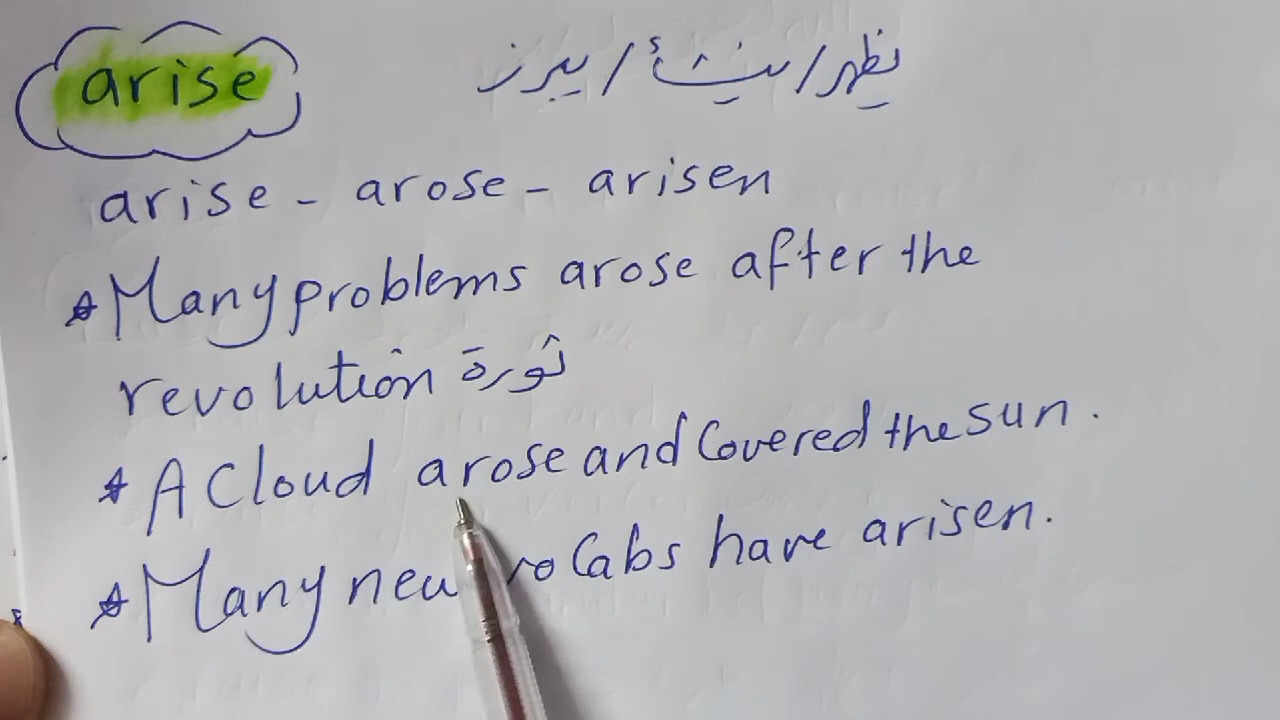 arise يظهر / ينشأ / يبرز
arise - arose - arisen
* Many problems arose after the
revolution ثورة
* A Cloud arose and Covered the sun.
* Many new vocabs have arisen.